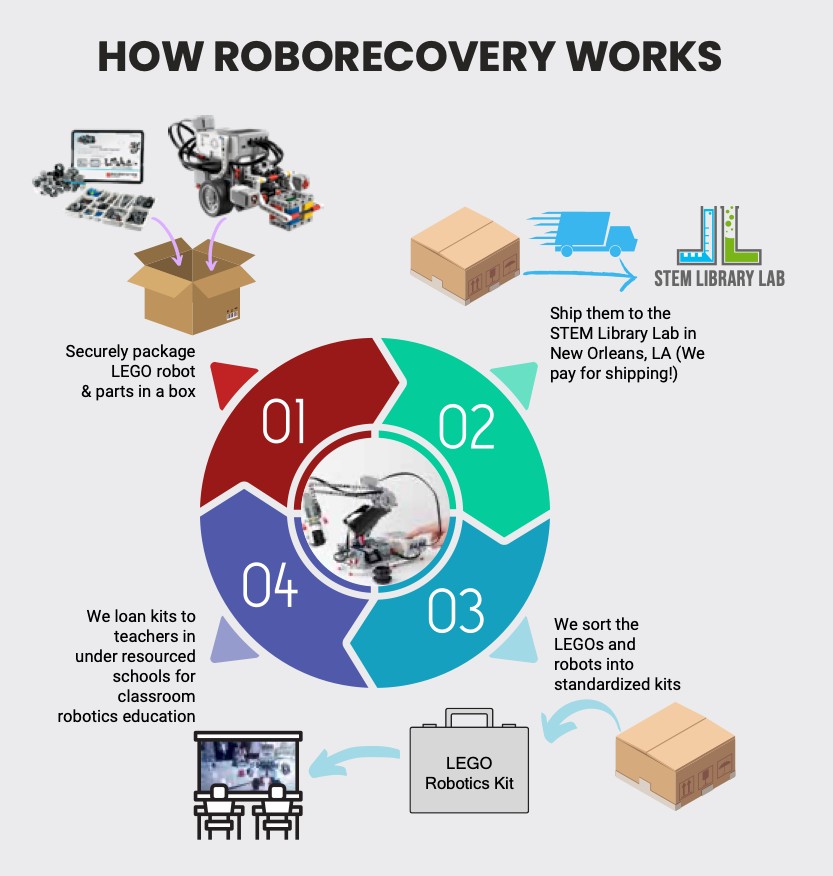 HOW ROBORECOVERY WORKS
STEM LIBRARY LAB
Securely package
LEGO robot
& parts in a box
Ship them to the
STEM Library Lab in
New Orleans, LA (We
pay for shipping!)
01
02
03
04
We sort the
LEGOs and
robots into
standardized kits
We loan kits to
teachers in
under resourced
schools for
classroom
robotics education
LEGO
Robotics Kit